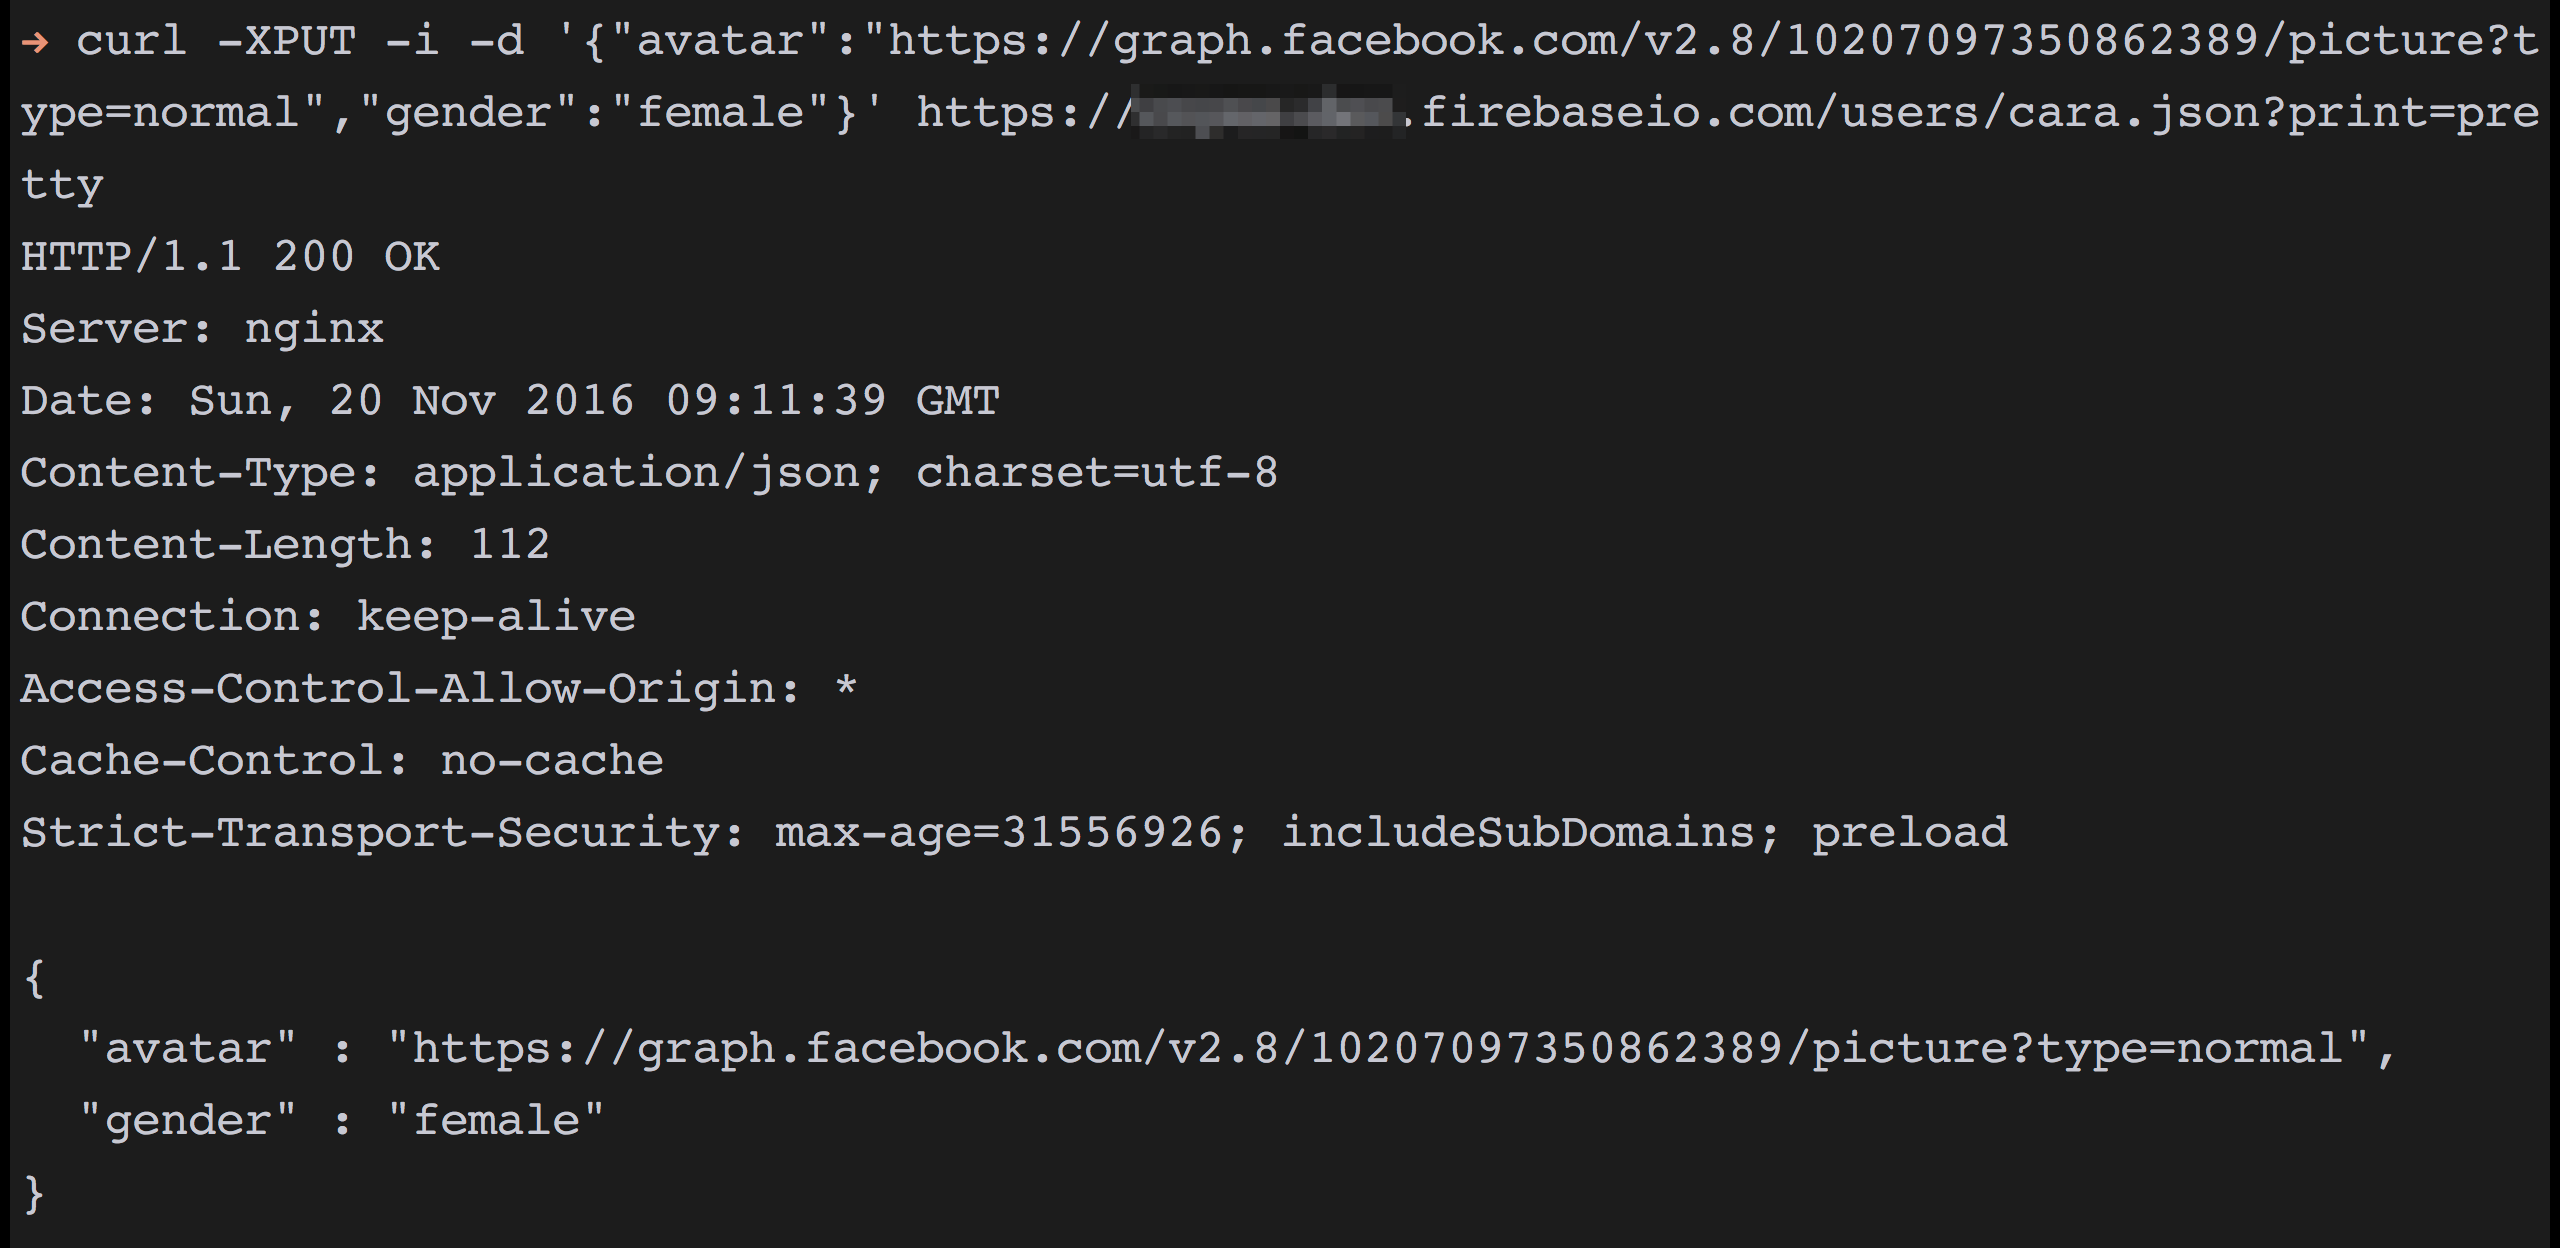 → curl -XPUT -i -d '{"avatar":"https://graph.facebook.com/v2.8/10207097350862389/picture?t
ype=normal","gender":"female"}' https://.firebaseio.com/users/cara.json?print=pre
tty
HTTP/1.1 200 OK
Server: nginx
Date: Sun, 20 Nov 2016 09:11:39 GMT
Content-Type: application/json; charset=utf-8
Content-Length: 112
Connection: keep-alive
Access-Control-Allow-Origin: *
Cache-Control: no-cache
Strict-Transport-Security: max-age=31556926; includeSubDomains; preload
{
"avatar" : "https://graph.facebook.com/v2.8/10207097350862389/picture?type=normal",
"gender" : "female"
}